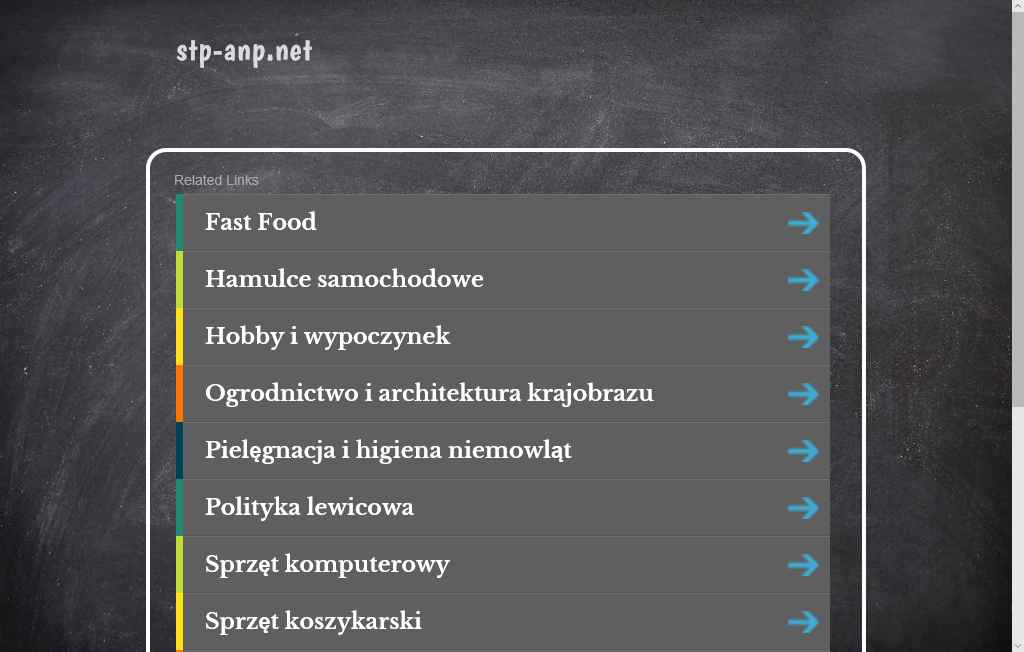 stp-anp.net
Related Links
Fast Food
Hamulce samochodowe
Hobby i wypoczynek
Ogrodnictwo i architektura krajobrazu
Pielęgnacja i higiena niemowląt
Polityka lewicowa
Sprzęt komputerowy
Sprzęt koszykarski